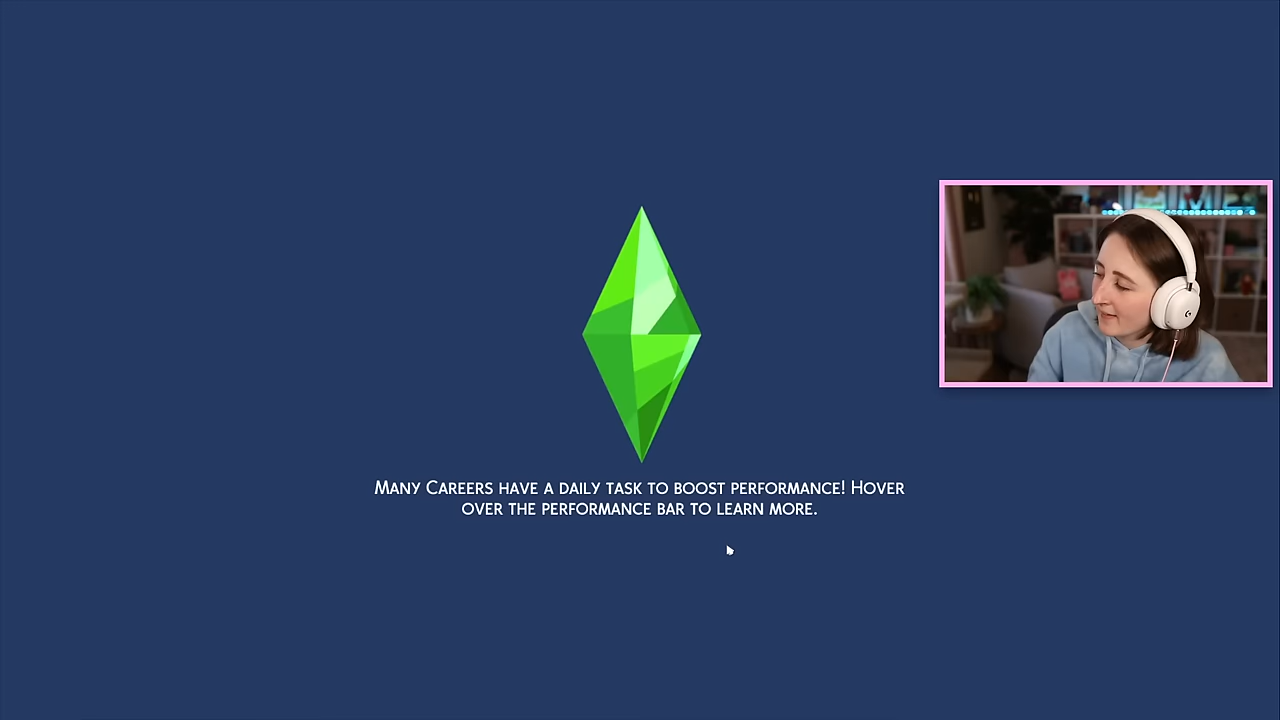 Many Careers have a daily task to boost performance! Hover
over the performance bar to learn more.